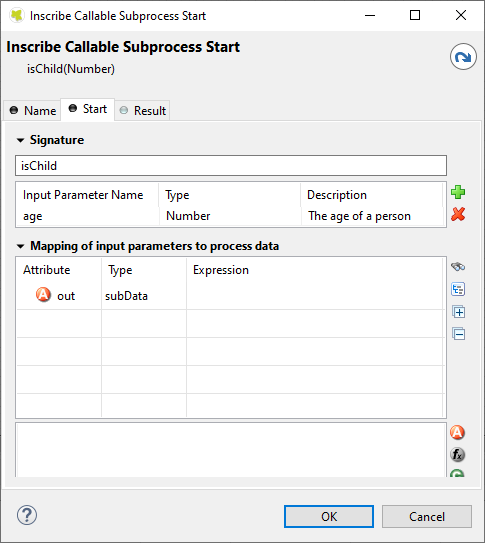 Inscribe Callable Subprocess Start
Inscribe Callable Subprocess Start
isChild(Number)
Name Start Result
Signature
isChild
Input Parameter Name Type Description
age Number The age of a person
Mapping of input parameters to process data
Attribute Type Expression
A out subData
A
fx
? OK Cancel